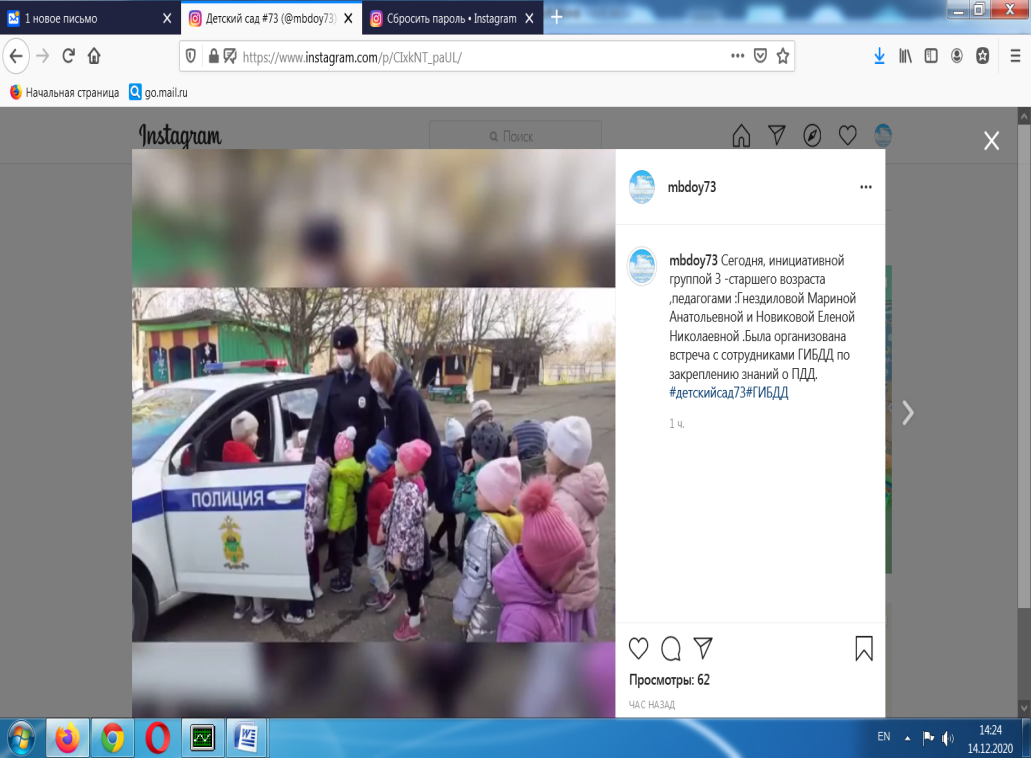 1 новое письмо
Детский сад #73 (@mbdoy73)
Сбросить пароль • Instagram
https://www.instagram.com/p/CIxkNT_paUL/
Начальная страница
go.mail.ru
Instagram
Поиск
mbdoy73
mbdoy73 Сегодня, инициативной
группой 3 -старшего возраста
,педагогами :Гнездиловой Мариной
Анатольевной и Новиковой Еленой
Николаевной .Была организована
встреча с сотрудниками ГИБДД по
закреплению знаний о ПДД.
#детскийсад73#ГИБДД
1 ч.
ПОЛИЦИЯ
Просмотры: 62
ЧАС НАЗАД
EN
14:24
14.12.2020